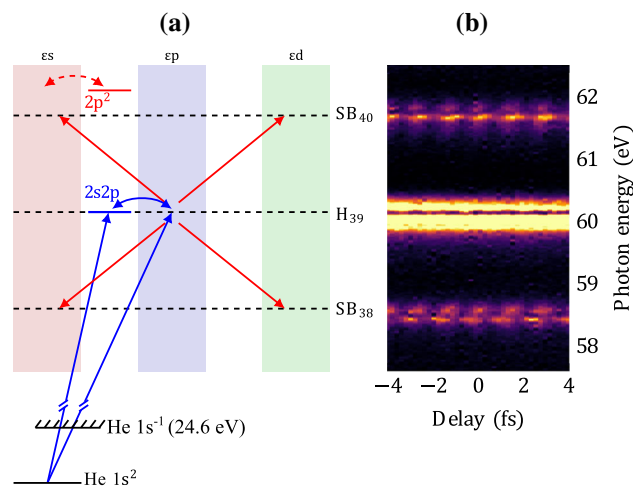 (a)
εs
εp
εd
2p²
SB₄₀
2s2p
H₃₉
SB₃₈
He 1s⁻¹ (24.6 eV)
He 1s²
(b)
62
61
60
59
58
Photon energy (eV)
−4
−2
0
2
4
Delay (fs)